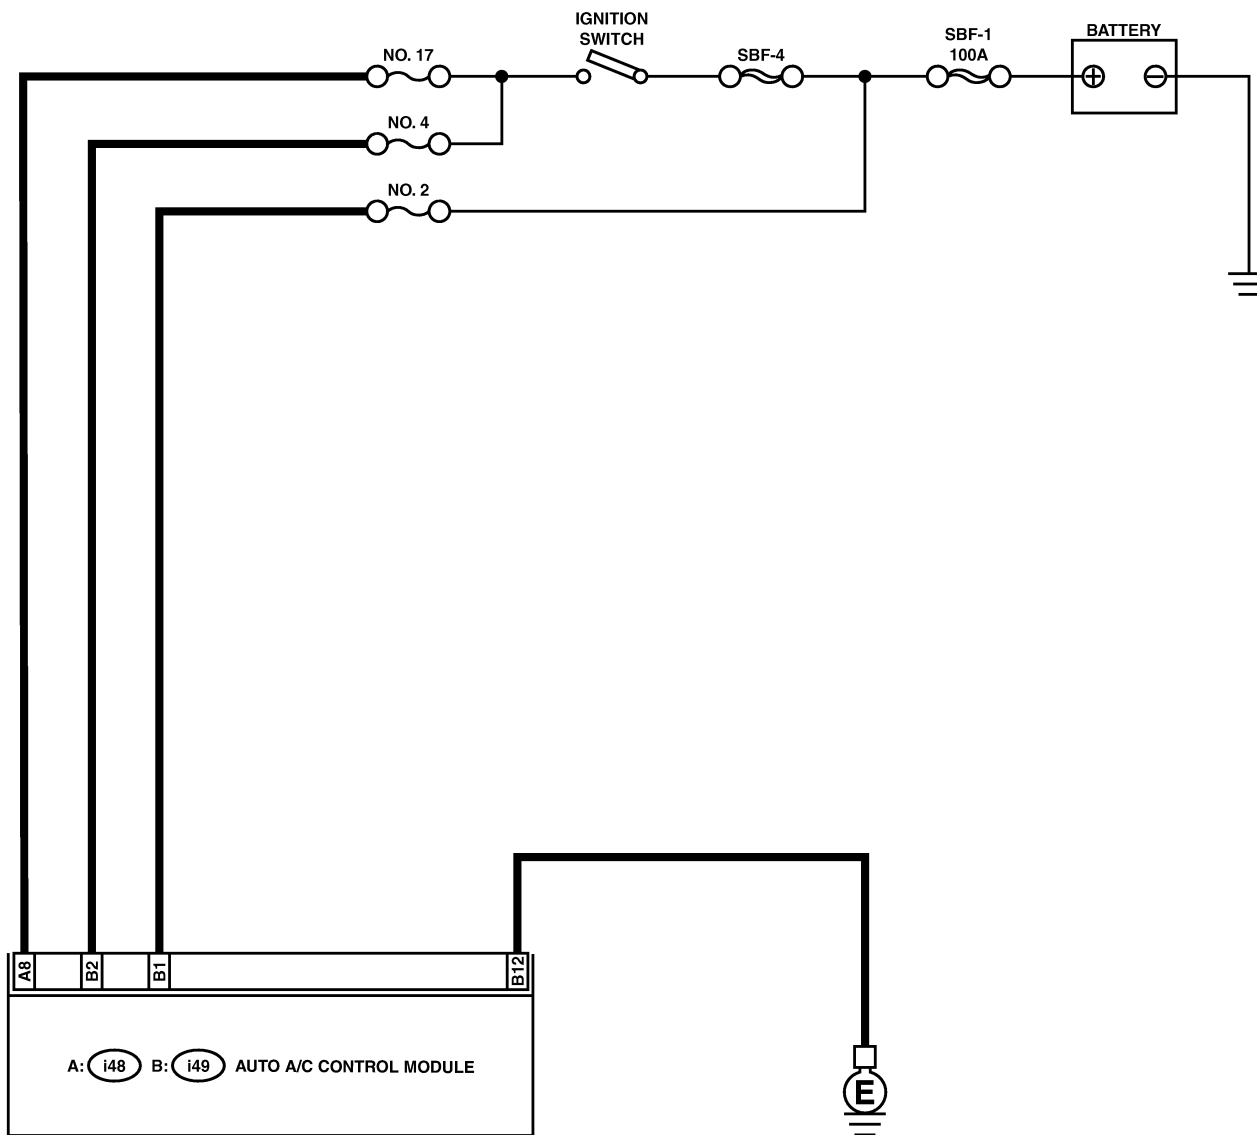 IGNITION
SWITCH
NO. 17
SBF-4
SBF-1
100A
BATTERY
NO. 4
NO. 2
A8
B2
B1
B12
A: i48 B: i49 AUTO A/C CONTROL MODULE
E